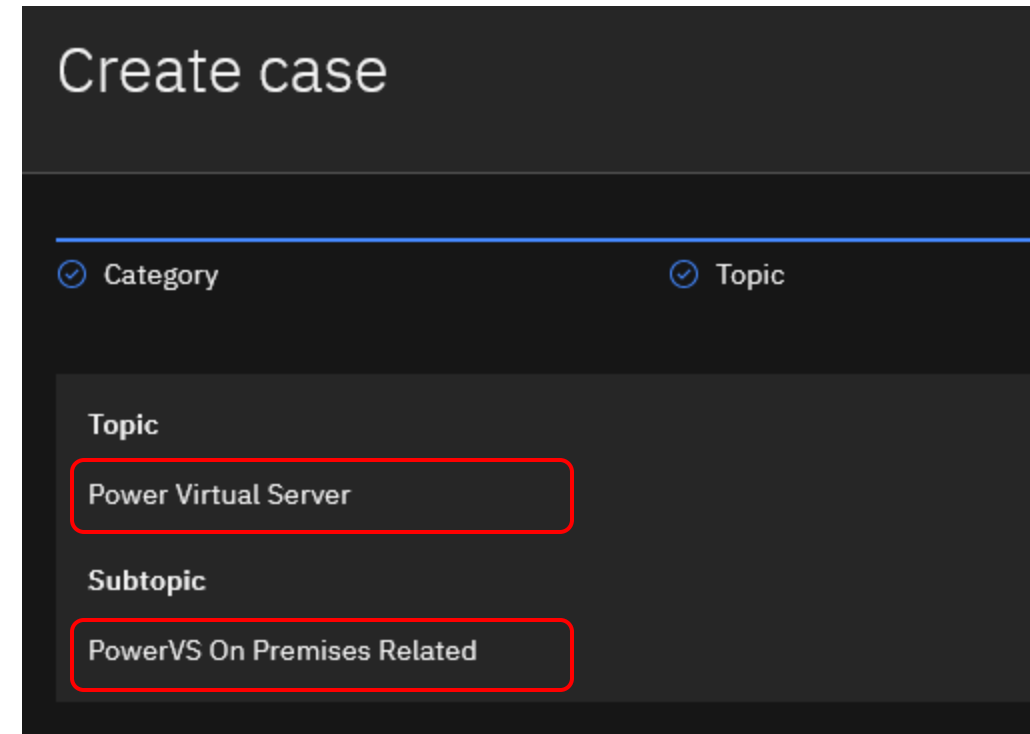 Create case
Category
Topic
Topic
Power Virtual Server
Subtopic
PowerVS On Premises Related